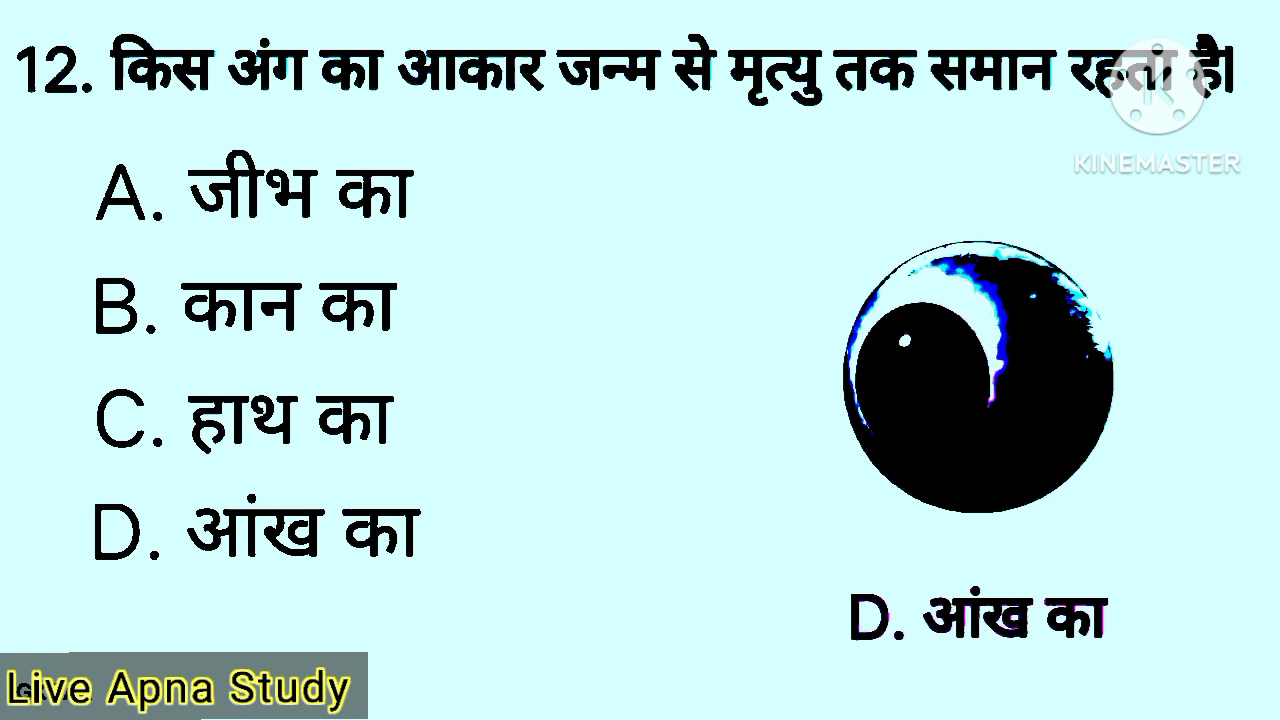 12. किस अंग का आकार जन्म से मृत्यु तक समान रहता है।
KINEMASTER
A. जीभ का
B. कान का
C. हाथ का
D. आंख का
D. आंख का
Live Apna Study